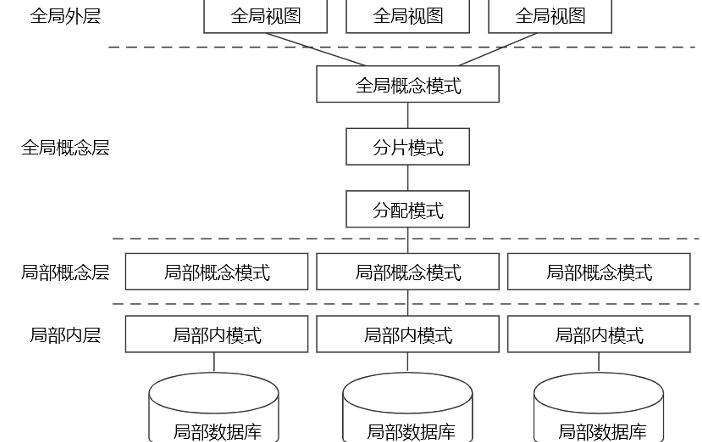 全局外层
全局视图
全局视图
全局视图
全局概念模式
全局概念层
分片模式
分配模式
局部概念层
局部概念模式
局部概念模式
局部概念模式
局部内层
局部内模式
局部内模式
局部内模式
局部数据库
局部数据库
局部数据库